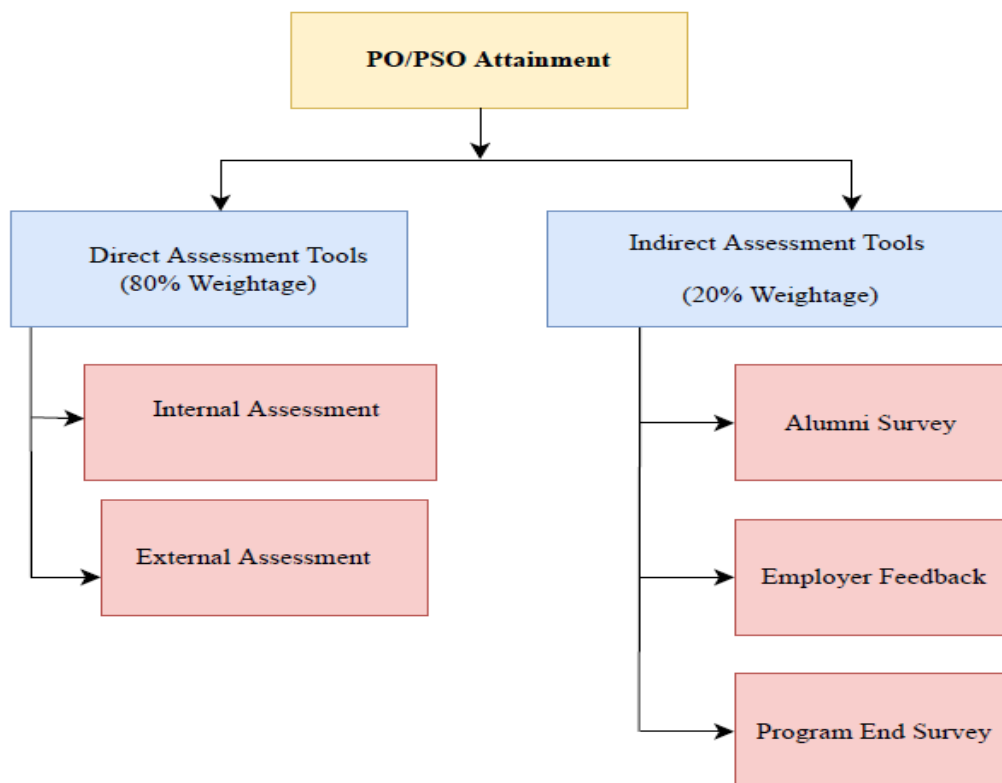 PO/PSO Attainment
Direct Assessment Tools
(80% Weightage)
Internal Assessment
External Assessment
Indirect Assessment Tools
(20% Weightage)
Alumni Survey
Employer Feedback
Program End Survey